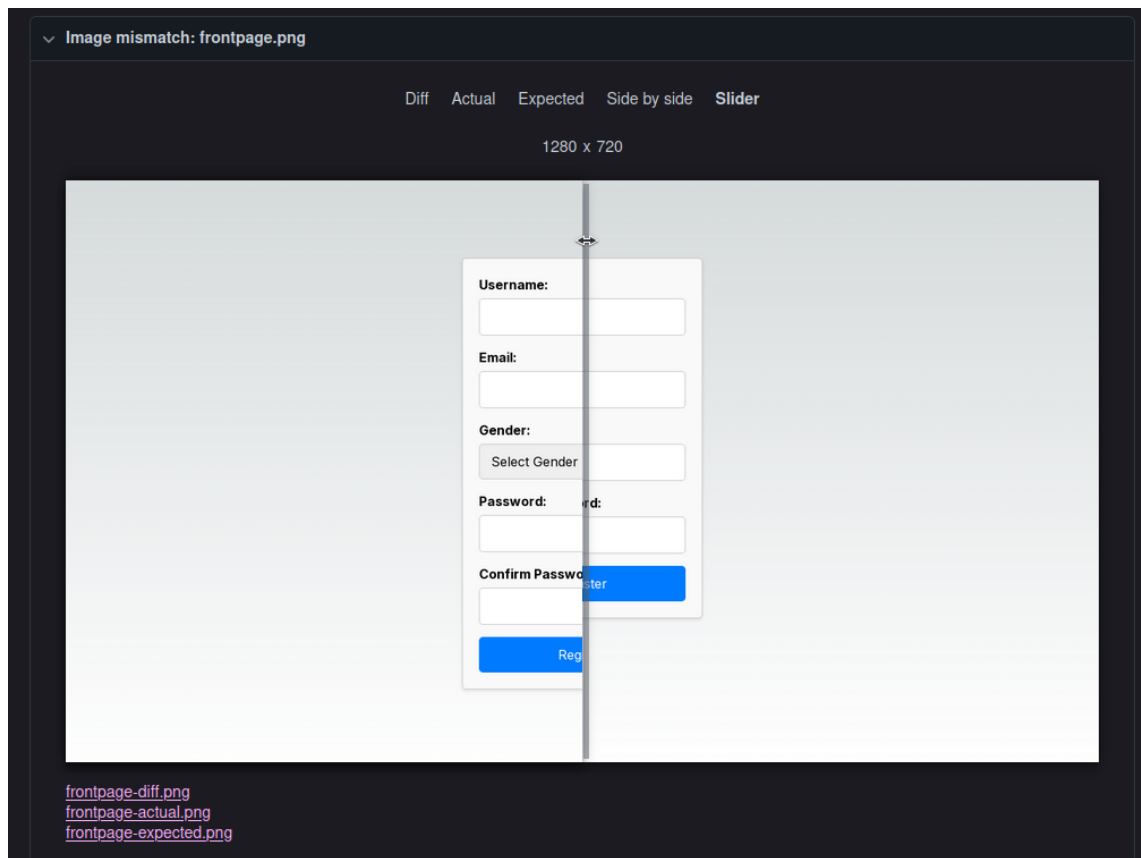 Image mismatch: frontpage.png
Diff Actual Expected Side by side Slider
1280 x 720
Username:
Email:
Gender:
Select Gender
Password:
rd:
Confirm Passwo
ster
Reg
frontpage-diff.png
frontpage-actual.png
frontpage-expected.png